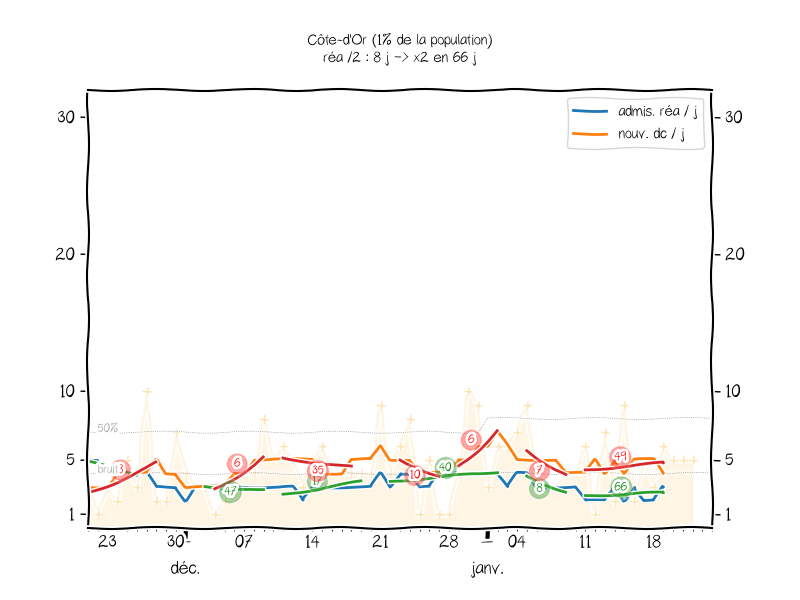 Côte-d'Or (1% de la population)
réa /2 : 8 j -> x2 en 66 j
admis. réa / j
nouv. dc / j
30 30
20 20
10 10
5 5
1 1
50%
bruit
3
6
47
35
17
10
40
6
7
8
49
66
23 30 07 14 21 28 04 11 18
déc. janv.